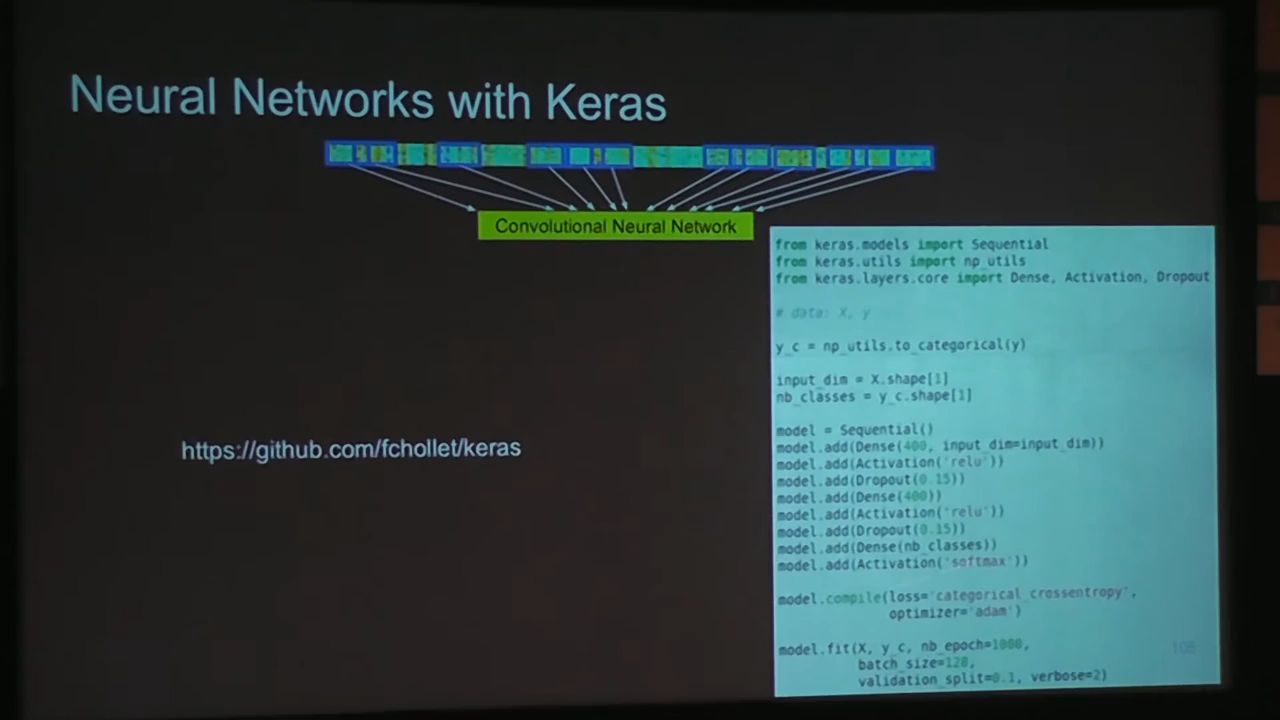 Neural Networks with Keras
Convolutional Neural Network
https://github.com/fchollet/keras
from keras.models import Sequential
from keras.utils import np_utils
from keras.layers.core import Dense, Activation, Dropout
# data: X, y
y_c = np_utils.to_categorical(y)
input_dim = X.shape[1]
nb_classes = y_c.shape[1]
model = Sequential()
model.add(Dense(400, input_dim=input_dim))
model.add(Activation('relu'))
model.add(Dropout(0.15))
model.add(Dense(400))
model.add(Activation('relu'))
model.add(Dropout(0.15))
model.add(Dense(nb_classes))
model.add(Activation('softmax'))
model.compile(loss='categorical_crossentropy',
optimizer='adam')
model.fit(X, y_c, nb_epoch=1000,
batch_size=128,
validation_split=0.1, verbose=2)